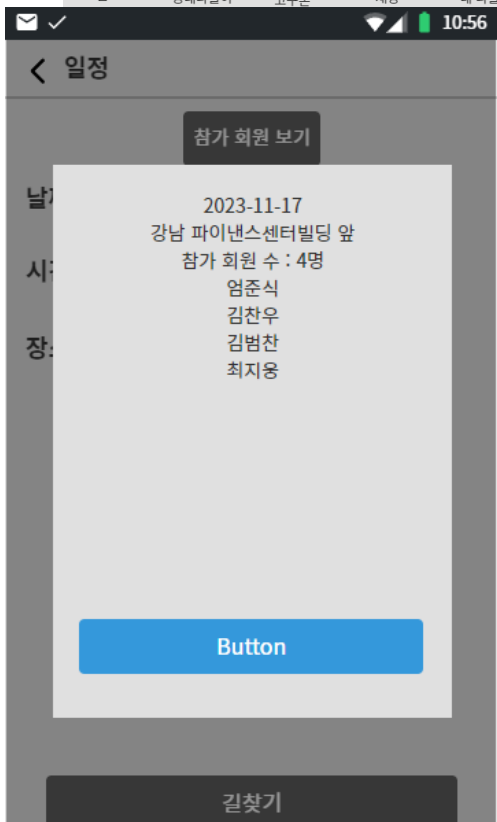 10:56
일정
참가 회원 보기
2023-11-17
강남 파이낸스센터빌딩 앞
참가 회원 수 : 4명
엄준식
김찬우
김범찬
최지웅
Button
길찾기